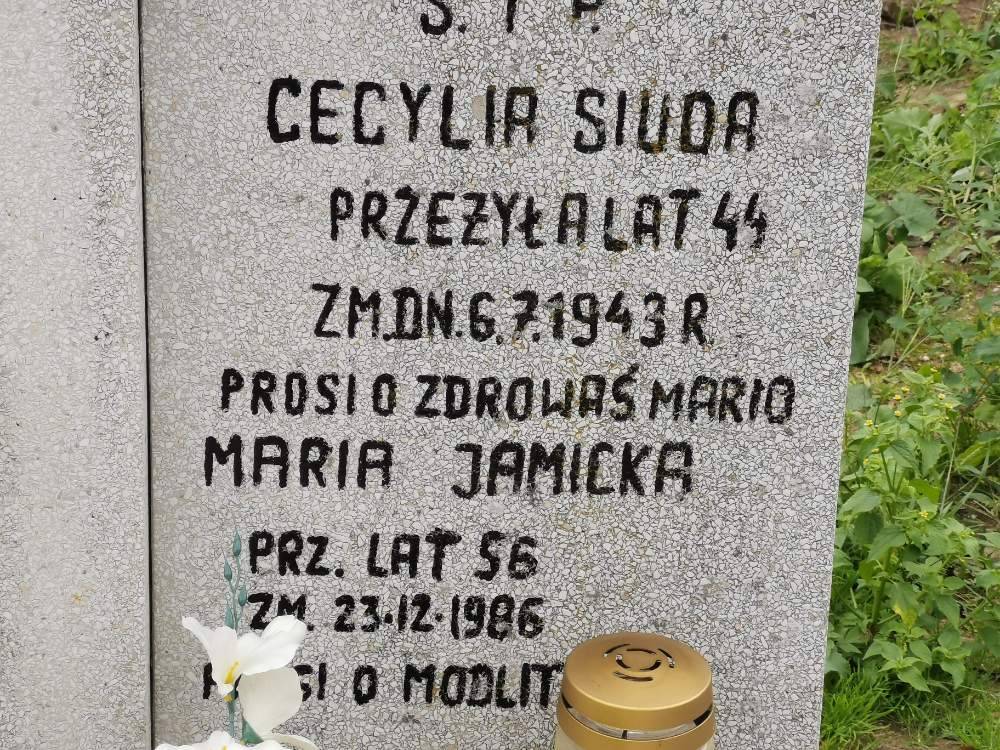 Ś. † P.
CECYLIA SIUDA
PRZEŻYŁA LAT 44
ZM. DN. 6.7.1943 R
PROSI O ZDROWAŚ MARIO
MARIA JAMICKA
PRZ. LAT 56
ZM. 23.12.1986
O MODLIT